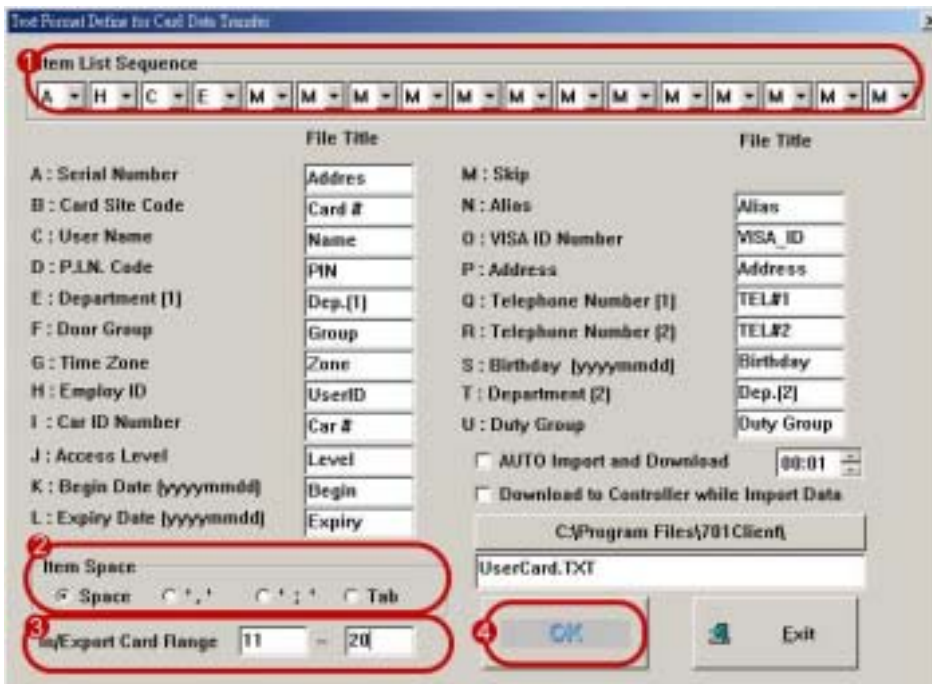 Text Format Define for Card Data Transfer
1
Item List Sequence
A H C E M M M M M M M M M M M M M
File Title
File Title
A : Serial Number Addres
B : Card Site Code Card #
C : User Name Name
D : P.I.N. Code PIN
E : Department (1) Dep.(1)
F : Door Group Group
G : Time Zone Zone
H : Employ ID UserID
I : Car ID Number Car #
J : Access Level Level
K : Begin Date (yyyymmdd) Begin
L : Expiry Date (yyyymmdd) Expiry
M : Skip
N : Alias Alias
O : VISA ID Number VISA_ID
P : Address Address
Q : Telephone Number (1) TEL#1
R : Telephone Number (2) TEL#2
S : Birthday (yyyymmdd) Birthday
T : Department (2) Dep.(2)
U : Duty Group Duty Group
AUTO Import and Download 00:01
Download to Controller while Import Data
C:\Program Files\701Client\
UserCard.TXT
2
Item Space
Space ',' ';' Tab
3
In/Export Card Range 11 - 20
4
OK
Exit